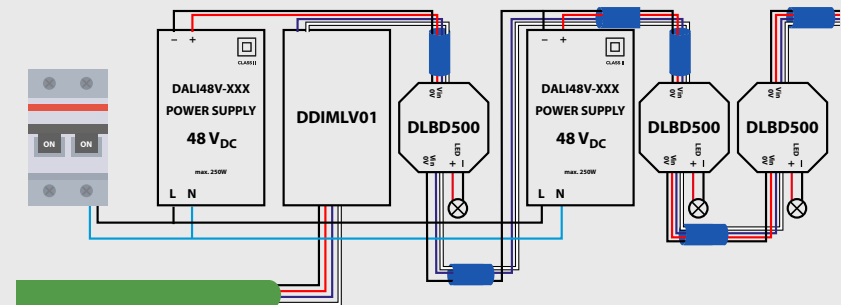 ON ON
− +
CLASS II
DALI48V-XXX
POWER SUPPLY
48 VDC
max. 250W
L N
DDIMLV01
Vin
0V
DLBD500
Vin
0V
+ −
LED
− +
CLASS II
DALI48V-XXX
POWER SUPPLY
48 VDC
max. 250W
L N
Vin
0V
DLBD500
Vin
0V
+ −
LED
Vin
0V
DLBD500
Vin
0V
+ −
LED